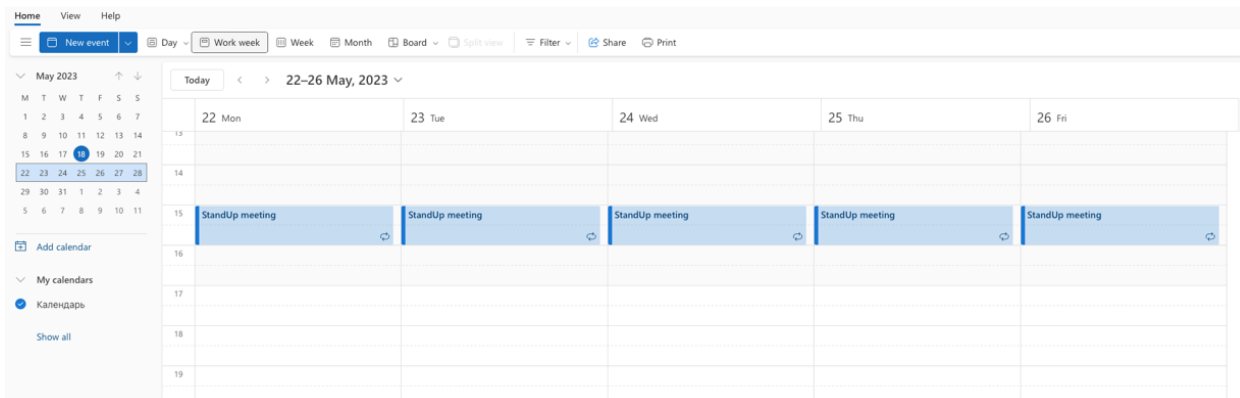 Home View Help
New event Day Work week Week Month Board Split view Filter Share Print
May 2023
M T W T F S S
1 2 3 4 5 6 7
8 9 10 11 12 13 14
15 16 17 18 19 20 21
22 23 24 25 26 27 28
29 30 31 1 2 3 4
5 6 7 8 9 10 11
Add calendar
My calendars
Календарь
Show all
Today 22–26 May, 2023
22 Mon 23 Tue 24 Wed 25 Thu 26 Fri
13
14
15 StandUp meeting StandUp meeting StandUp meeting StandUp meeting StandUp meeting
16
17
18
19